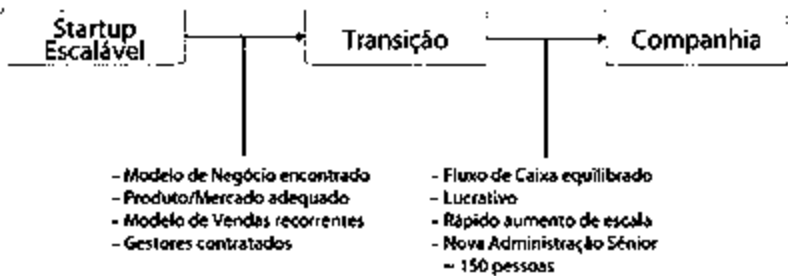 Startup
Escalável
Transição
Companhia
– Modelo de Negócio encontrado
– Produto/Mercado adequado
– Modelo de Vendas recorrentes
– Gestores contratados
– Fluxo de Caixa equilibrado
– Lucrativo
– Rápido aumento de escala
– Nova Administração Sênior
~ 150 pessoas